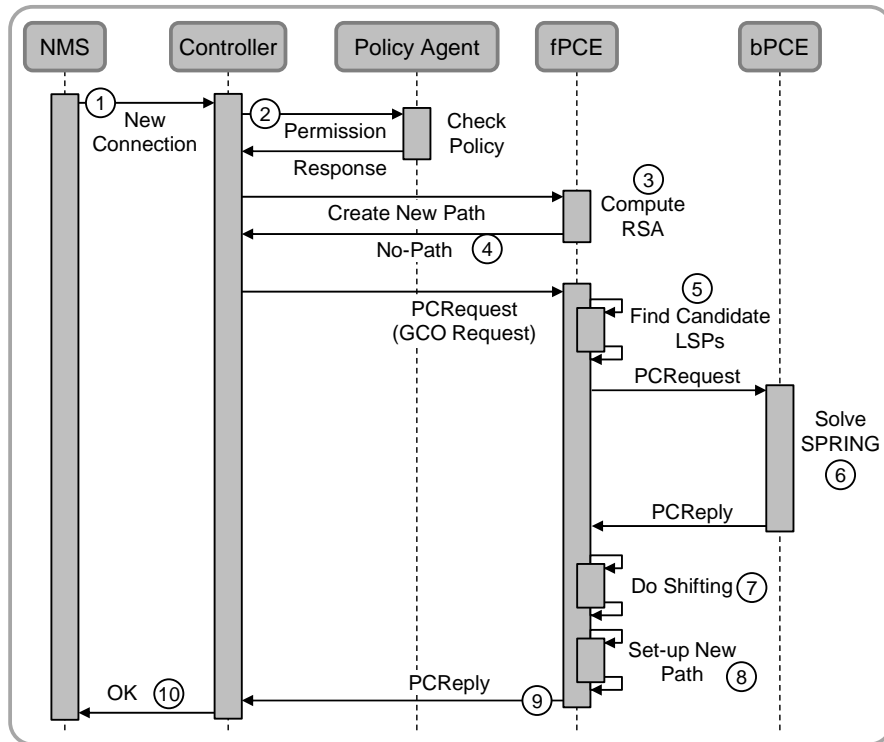 NMS
Controller
Policy Agent
fPCE
bPCE
1
New
Connection
2
Permission
Check
Policy
Response
3
Compute
RSA
Create New Path
No-Path 4
5
Find Candidate
LSPs
PCRequest
(GCO Request)
PCRequest
Solve
SPRING
6
PCReply
Do Shifting 7
Set-up New
Path 8
PCReply 9
OK 10